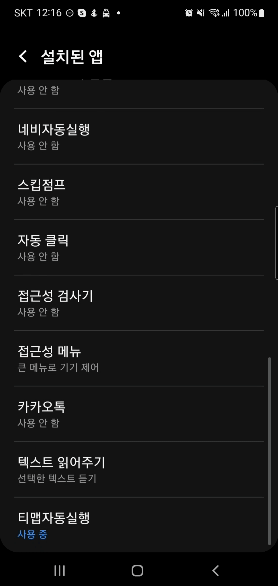 SKT 12:16 100%
설치된 앱
사용 안 함
네비자동실행
사용 안 함
스킵점프
사용 안 함
자동 클릭
사용 안 함
접근성 검사기
사용 안 함
접근성 메뉴
큰 메뉴로 기기 제어
카카오톡
사용 안 함
텍스트 읽어주기
선택한 텍스트 듣기
티맵자동실행
사용 중